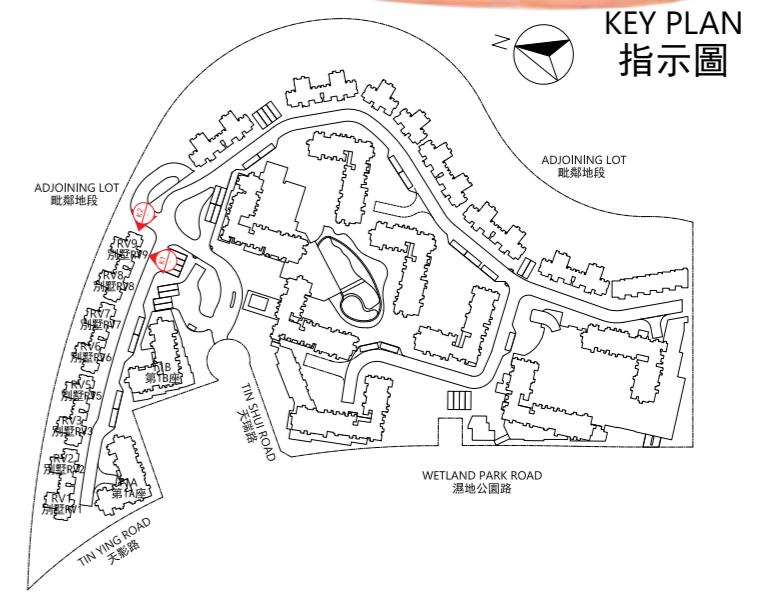 KEY PLAN
指示圖
N
ADJOINING LOT
毗鄰地段
ADJOINING LOT
毗鄰地段
K2
K1
RV9
別墅RV9
RV8
別墅RV8
RV7
別墅RV7
RV6
別墅RV6
RV5
別墅RV5
RV3
別墅RV3
RV2
別墅RV2
RV1
別墅RV1
T1B
第1B座
T1A
第1A座
TIN SHUI ROAD
天瑞路
WETLAND PARK ROAD
濕地公園路
TIN YING ROAD
天影路